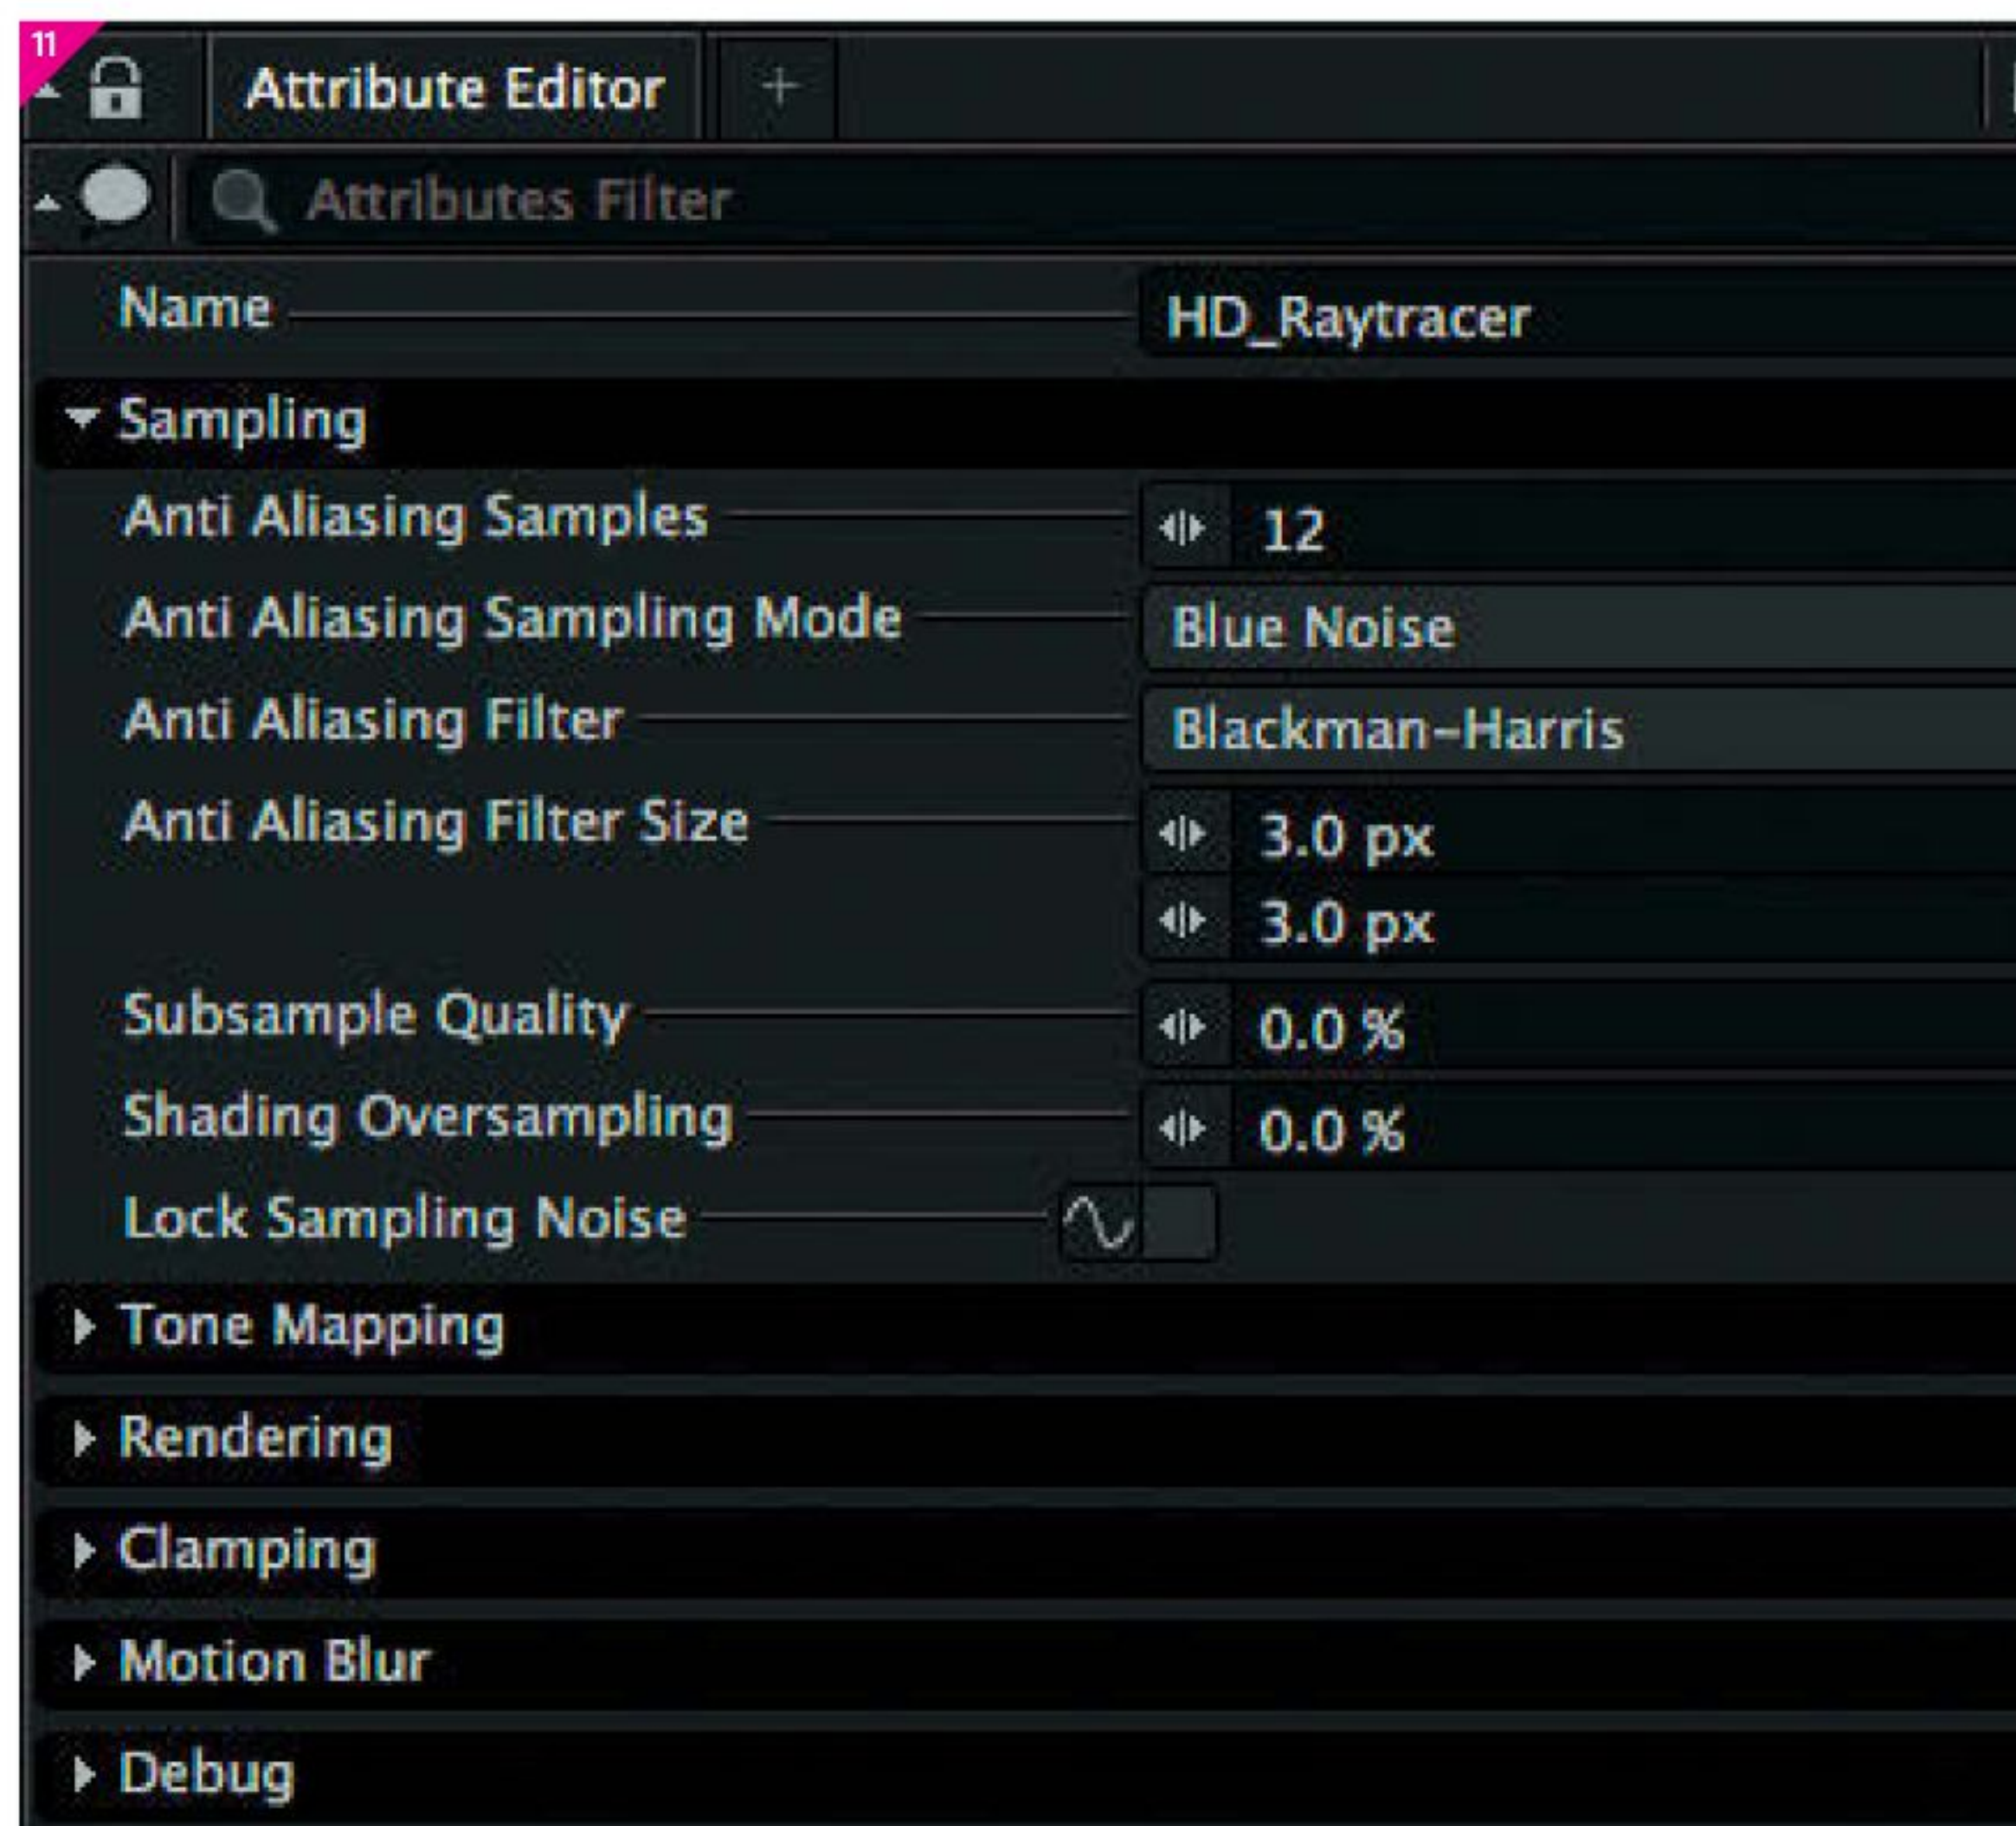 11
Attribute Editor +
Attributes Filter
Name HD_Raytracer
Sampling
Anti Aliasing Samples 12
Anti Aliasing Sampling Mode Blue Noise
Anti Aliasing Filter Blackman-Harris
Anti Aliasing Filter Size 3.0 px
3.0 px
Subsample Quality 0.0 %
Shading Oversampling 0.0 %
Lock Sampling Noise
Tone Mapping
Rendering
Clamping
Motion Blur
Debug